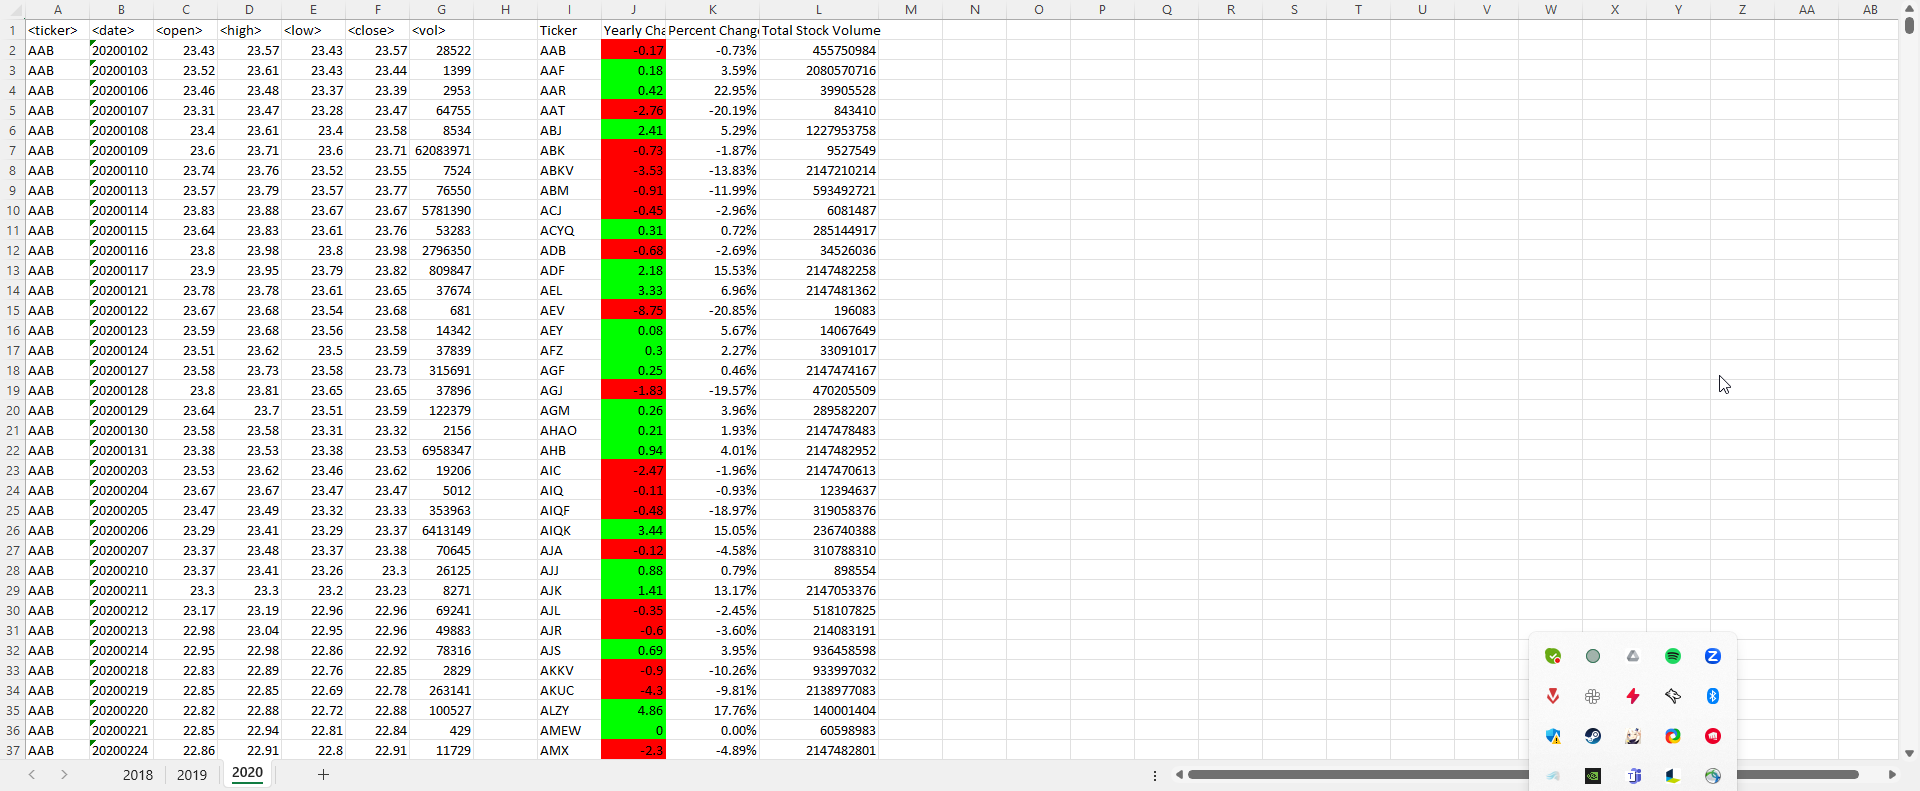 A B C D E F G H I J K L M N O P Q R S T U V W X Y Z AA AB
1 <ticker> <date> <open> <high> <low> <close> <vol> Ticker Yearly Cha Percent Chang Total Stock Volume
2 AAB 20200102 23.43 23.57 23.43 23.57 28522 AAB -0.17 -0.73% 455750984
3 AAB 20200103 23.52 23.61 23.43 23.44 1399 AAF 0.18 3.59% 2080570716
4 AAB 20200106 23.46 23.48 23.37 23.39 2953 AAR 0.42 22.95% 39905528
5 AAB 20200107 23.31 23.47 23.28 23.47 64755 AAT -2.76 -20.19% 843410
6 AAB 20200108 23.4 23.61 23.4 23.58 8534 ABJ 2.41 5.29% 1227953758
7 AAB 20200109 23.6 23.71 23.6 23.71 62083971 ABK -0.73 -1.87% 9527549
8 AAB 20200110 23.74 23.76 23.52 23.55 7524 ABKV -3.53 -13.83% 2147210214
9 AAB 20200113 23.57 23.79 23.57 23.77 76550 ABM -0.91 -11.99% 593492721
10 AAB 20200114 23.83 23.88 23.67 23.67 5781390 ACJ -0.45 -2.96% 6081487
11 AAB 20200115 23.64 23.83 23.61 23.76 53283 ACYQ 0.31 0.72% 285144917
12 AAB 20200116 23.8 23.98 23.8 23.98 2796350 ADB -0.68 -2.69% 34526036
13 AAB 20200117 23.9 23.95 23.79 23.82 809847 ADF 2.18 15.53% 2147482258
14 AAB 20200121 23.78 23.78 23.61 23.65 37674 AEL 3.33 6.96% 2147481362
15 AAB 20200122 23.67 23.68 23.54 23.68 681 AEV -8.75 -20.85% 196083
16 AAB 20200123 23.59 23.68 23.56 23.58 14342 AEY 0.08 5.67% 14067649
17 AAB 20200124 23.51 23.62 23.5 23.59 37839 AFZ 0.3 2.27% 33091017
18 AAB 20200127 23.58 23.73 23.58 23.73 315691 AGF 0.25 0.46% 2147474167
19 AAB 20200128 23.8 23.81 23.65 23.65 37896 AGJ -1.83 -19.57% 470205509
20 AAB 20200129 23.64 23.7 23.51 23.59 122379 AGM 0.26 3.96% 289582207
21 AAB 20200130 23.58 23.58 23.31 23.32 2156 AHAO 0.21 1.93% 2147478483
22 AAB 20200131 23.38 23.53 23.38 23.53 6958347 AHB 0.94 4.01% 2147482952
23 AAB 20200203 23.53 23.62 23.46 23.62 19206 AIC -2.47 -1.96% 2147470613
24 AAB 20200204 23.67 23.67 23.47 23.47 5012 AIQ -0.11 -0.93% 12394637
25 AAB 20200205 23.47 23.49 23.32 23.33 353963 AIQF -0.48 -18.97% 319058376
26 AAB 20200206 23.29 23.41 23.29 23.37 6413149 AIQK 3.44 15.05% 236740388
27 AAB 20200207 23.37 23.48 23.37 23.38 70645 AJA -0.12 -4.58% 310788310
28 AAB 20200210 23.37 23.41 23.26 23.3 26125 AJJ 0.88 0.79% 898554
29 AAB 20200211 23.3 23.3 23.2 23.23 8271 AJK 1.41 13.17% 2147053376
30 AAB 20200212 23.17 23.19 22.96 22.96 69241 AJL -0.35 -2.45% 518107825
31 AAB 20200213 22.98 23.04 22.95 22.96 49883 AJR -0.6 -3.60% 214083191
32 AAB 20200214 22.95 22.98 22.86 22.92 78316 AJS 0.69 3.95% 936458598
33 AAB 20200218 22.83 22.89 22.76 22.85 2829 AKKV -0.9 -10.26% 933997032
34 AAB 20200219 22.85 22.85 22.69 22.78 263141 AKUC -4.3 -9.81% 2138977083
35 AAB 20200220 22.82 22.88 22.72 22.88 100527 ALZY 4.86 17.76% 140001404
36 AAB 20200221 22.85 22.94 22.81 22.84 429 AMEW 0 0.00% 60598983
37 AAB 20200224 22.86 22.91 22.8 22.91 11729 AMX -2.3 -4.89% 2147482801
2018 2019 2020